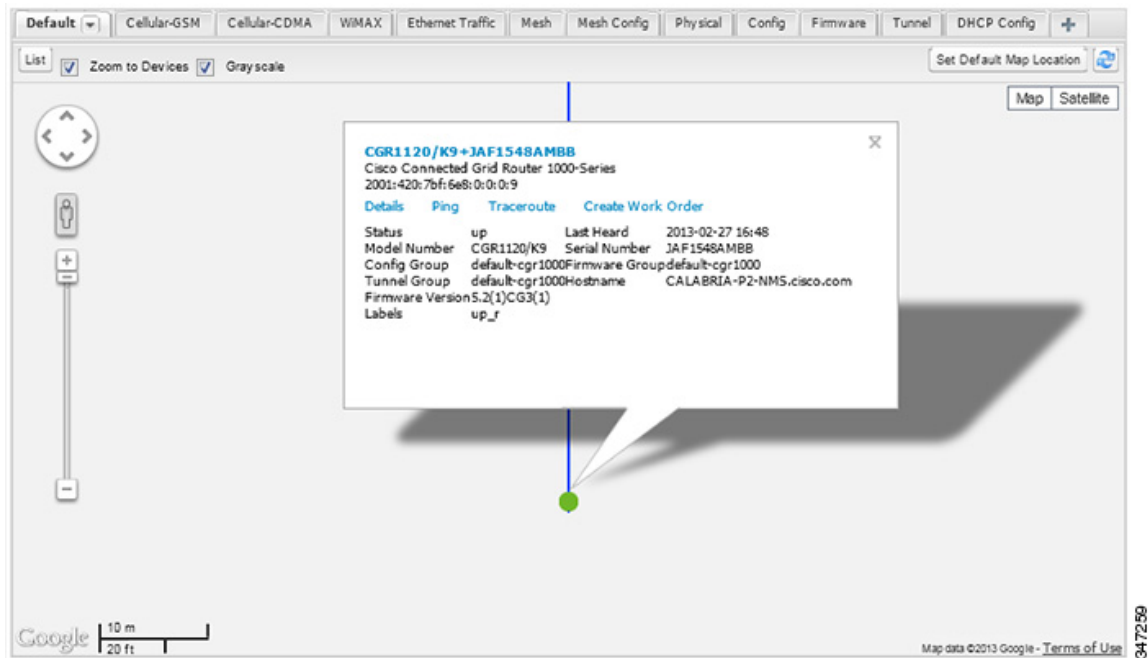 Default Cellular-GSM Cellular-CDMA WiMAX Ethernet Traffic Mesh Mesh Config Physical Config Firmware Tunnel DHCP Config
List Zoom to Devices Grayscale Set Default Map Location
Map Satellite
CGR1120/K9+JAF1548AMBB
Cisco Connected Grid Router 1000-Series
2001:420:7bf:6e8:0:0:0:9
Details Ping Traceroute Create Work Order
Status up Last Heard 2013-02-27 16:48
Model Number CGR1120/K9 Serial Number JAF1548AMBB
Config Group default-cgr1000 Firmware Group default-cgr1000
Tunnel Group default-cgr1000 Hostname CALABRIA-P2-NMS.cisco.com
Firmware Version 5.2(1)CG3(1)
Labels up_r
Google 10 m
20 ft
Map data ©2013 Google - Terms of Use
347259